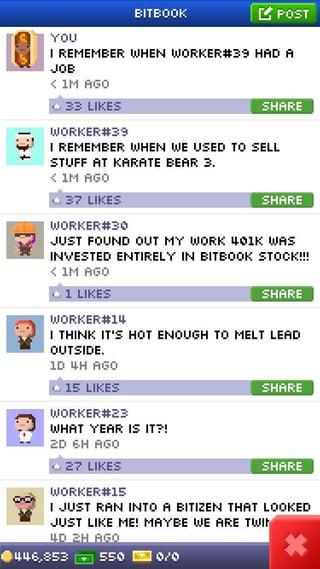 BITBOOK
POST
YOU
I REMEMBER WHEN WORKER#39 HAD A
JOB
< 1M AGO
33 LIKES
SHARE
WORKER#39
I REMEMBER WHEN WE USED TO SELL
STUFF AT KARATE BEAR 3.
< 1M AGO
37 LIKES
SHARE
WORKER#30
JUST FOUND OUT MY WORK 401K WAS
INVESTED ENTIRELY IN BITBOOK STOCK!!!
< 1M AGO
1 LIKES
SHARE
WORKER#14
I THINK IT'S HOT ENOUGH TO MELT LEAD
OUTSIDE.
1D 4H AGO
15 LIKES
SHARE
WORKER#23
WHAT YEAR IS IT?!
2D 6H AGO
27 LIKES
SHARE
WORKER#15
I JUST RAN INTO A BITIZEN THAT LOOKED
JUST LIKE ME! MAYBE WE ARE
4D 2H AGO
446,853
550
0/0